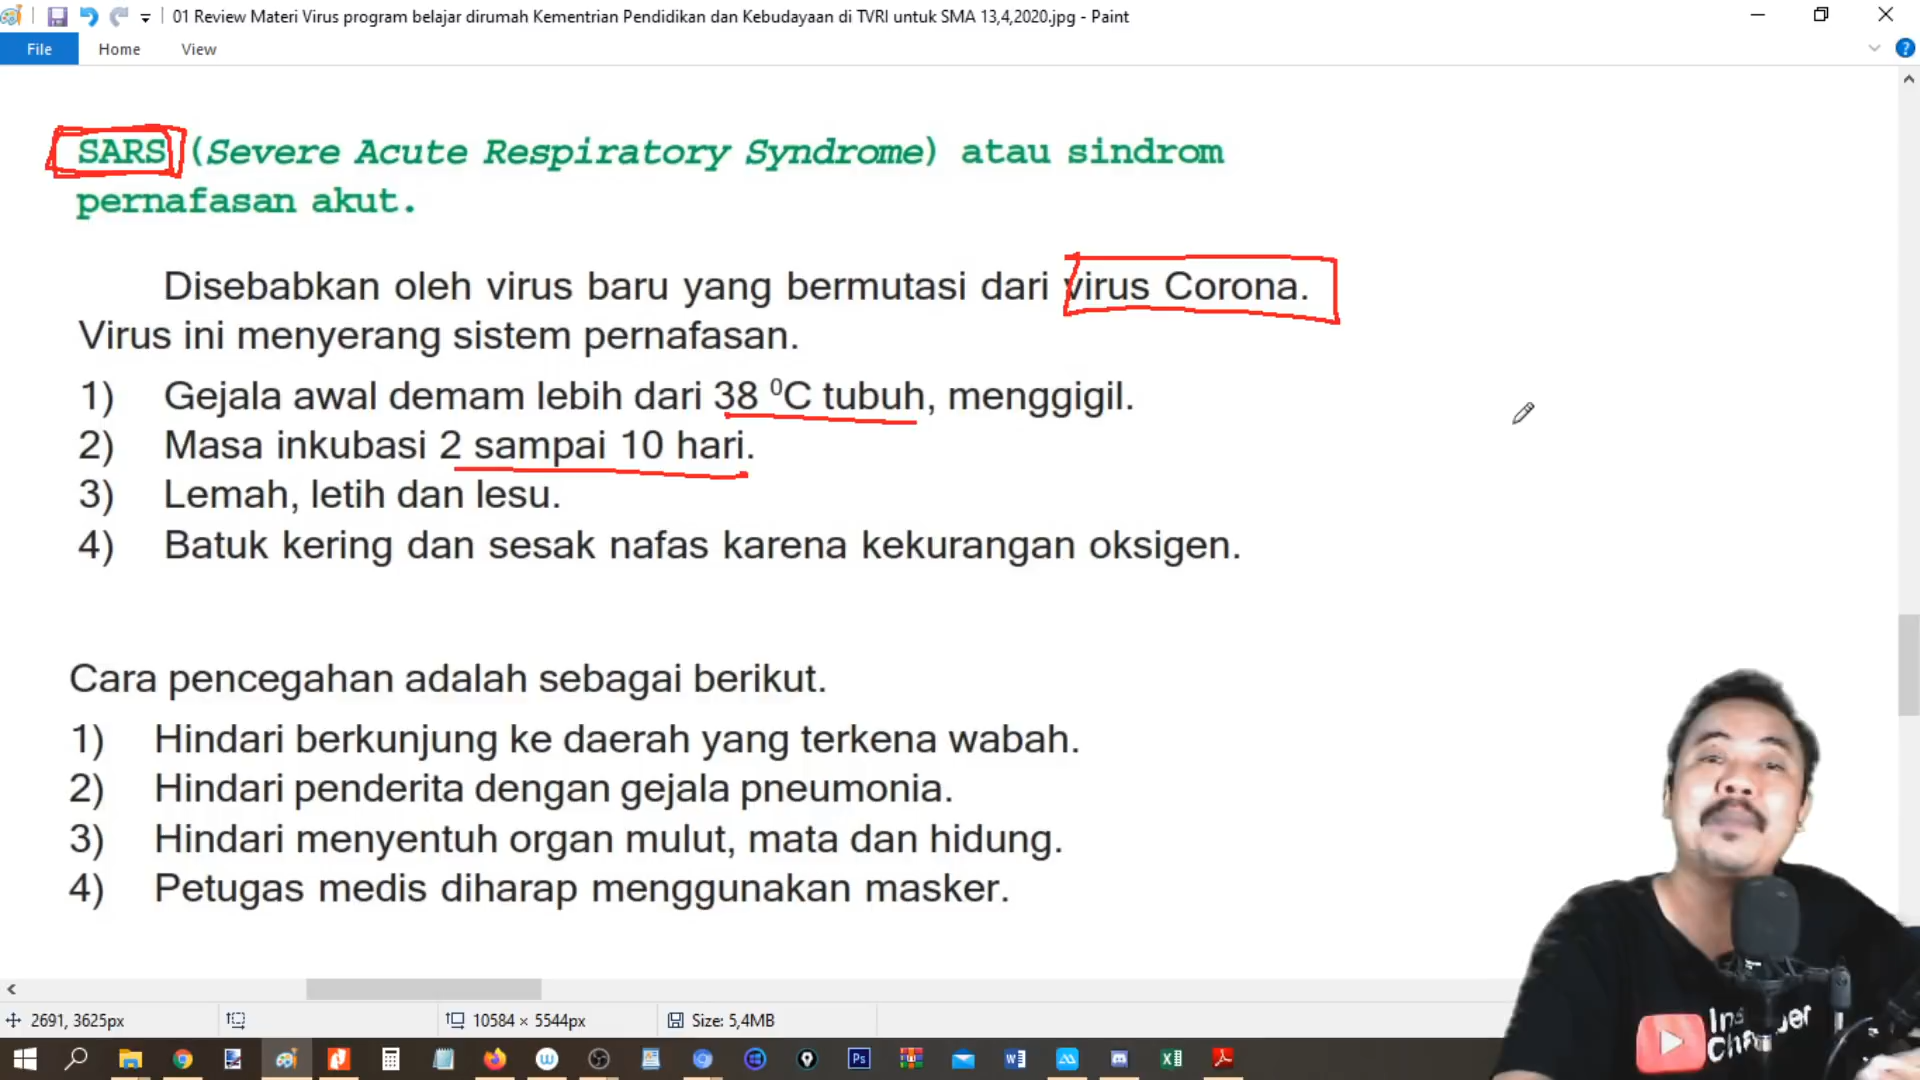 01 Review Materi Virus program belajar dirumah Kementrian Pendidikan dan Kebudayaan di TVRI untuk SMA 13,4,2020.jpg - Paint
File Home View
SARS (Severe Acute Respiratory Syndrome) atau sindrom
pernafasan akut.
Disebabkan oleh virus baru yang bermutasi dari virus Corona.
Virus ini menyerang sistem pernafasan.
1) Gejala awal demam lebih dari 38 ⁰C tubuh, menggigil.
2) Masa inkubasi 2 sampai 10 hari.
3) Lemah, letih dan lesu.
4) Batuk kering dan sesak nafas karena kekurangan oksigen.
Cara pencegahan adalah sebagai berikut.
1) Hindari berkunjung ke daerah yang terkena wabah.
2) Hindari penderita dengan gejala pneumonia.
3) Hindari menyentuh organ mulut, mata dan hidung.
4) Petugas medis diharap menggunakan masker.
2691, 3625px 10584 × 5544px Size: 5,4MB
Ps